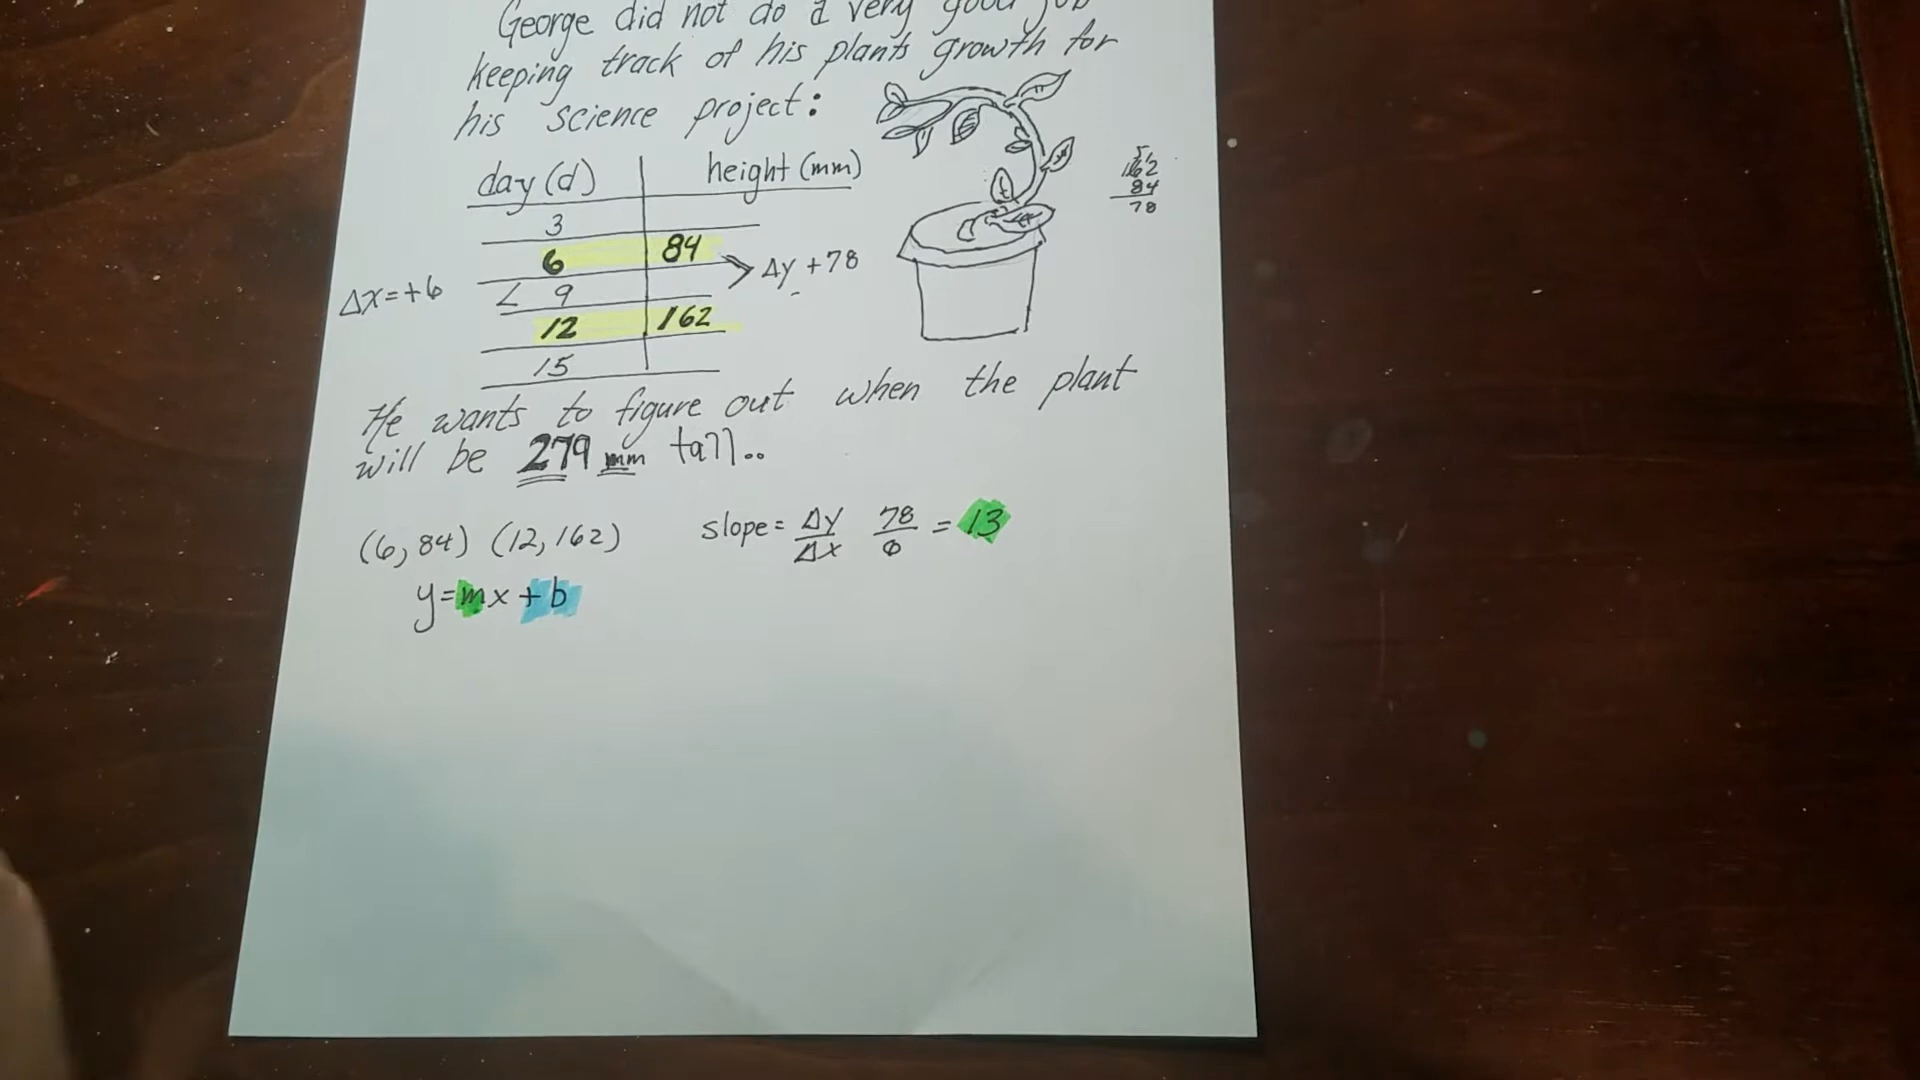 George did not do a very good job
keeping track of his plants growth for
his science project:
day (d) height (mm)
3
6 84
9
12 162
15
Δx=+6
Δy +78
162
84
78
He wants to figure out when the plant
will be 279 mm tall..
(6, 84) (12, 162)
slope = Δy/Δx 78/6 = 13
y=mx+b